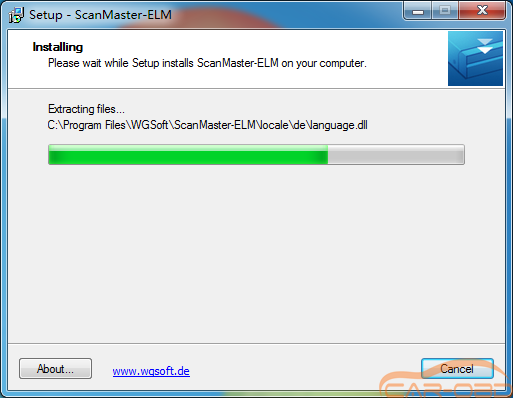 Setup - ScanMaster-ELM
Installing
Please wait while Setup installs ScanMaster-ELM on your computer.
Extracting files...
C:\Program Files\WGSoft\ScanMaster-ELM\locale\de\language.dll
About...
www.wgsoft.de
Cancel
CAR-OBD